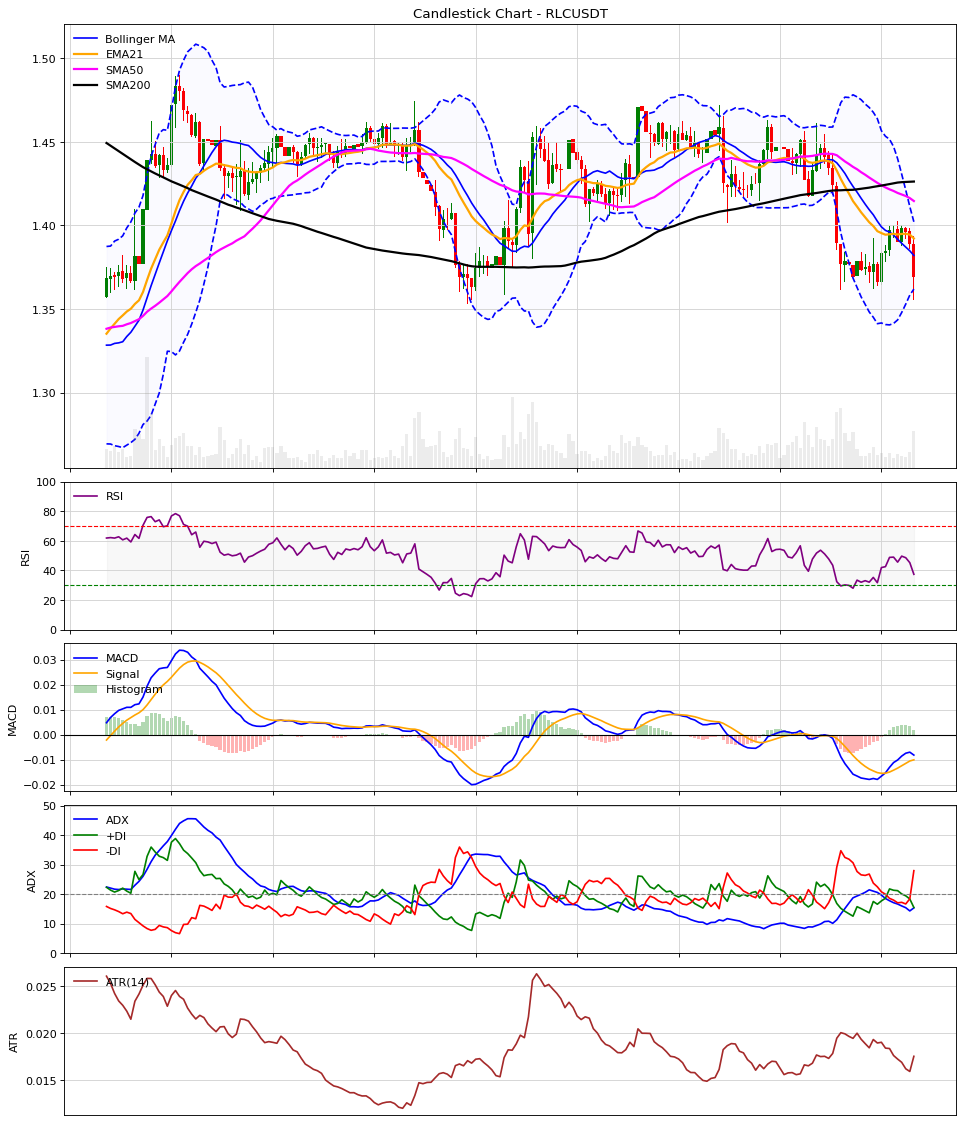 Candlestick Chart - RLCUSDT
Bollinger MA
EMA21
SMA50
SMA200
1.50
1.45
1.40
1.35
1.30
RSI
100
80
60
40
20
0
RSI
MACD
Signal
Histogram
0.03
0.02
0.01
0.00
−0.01
−0.02
MACD
ADX
+DI
-DI
50
40
30
20
10
0
ADX
ATR(14)
0.025
0.020
0.015
ATR